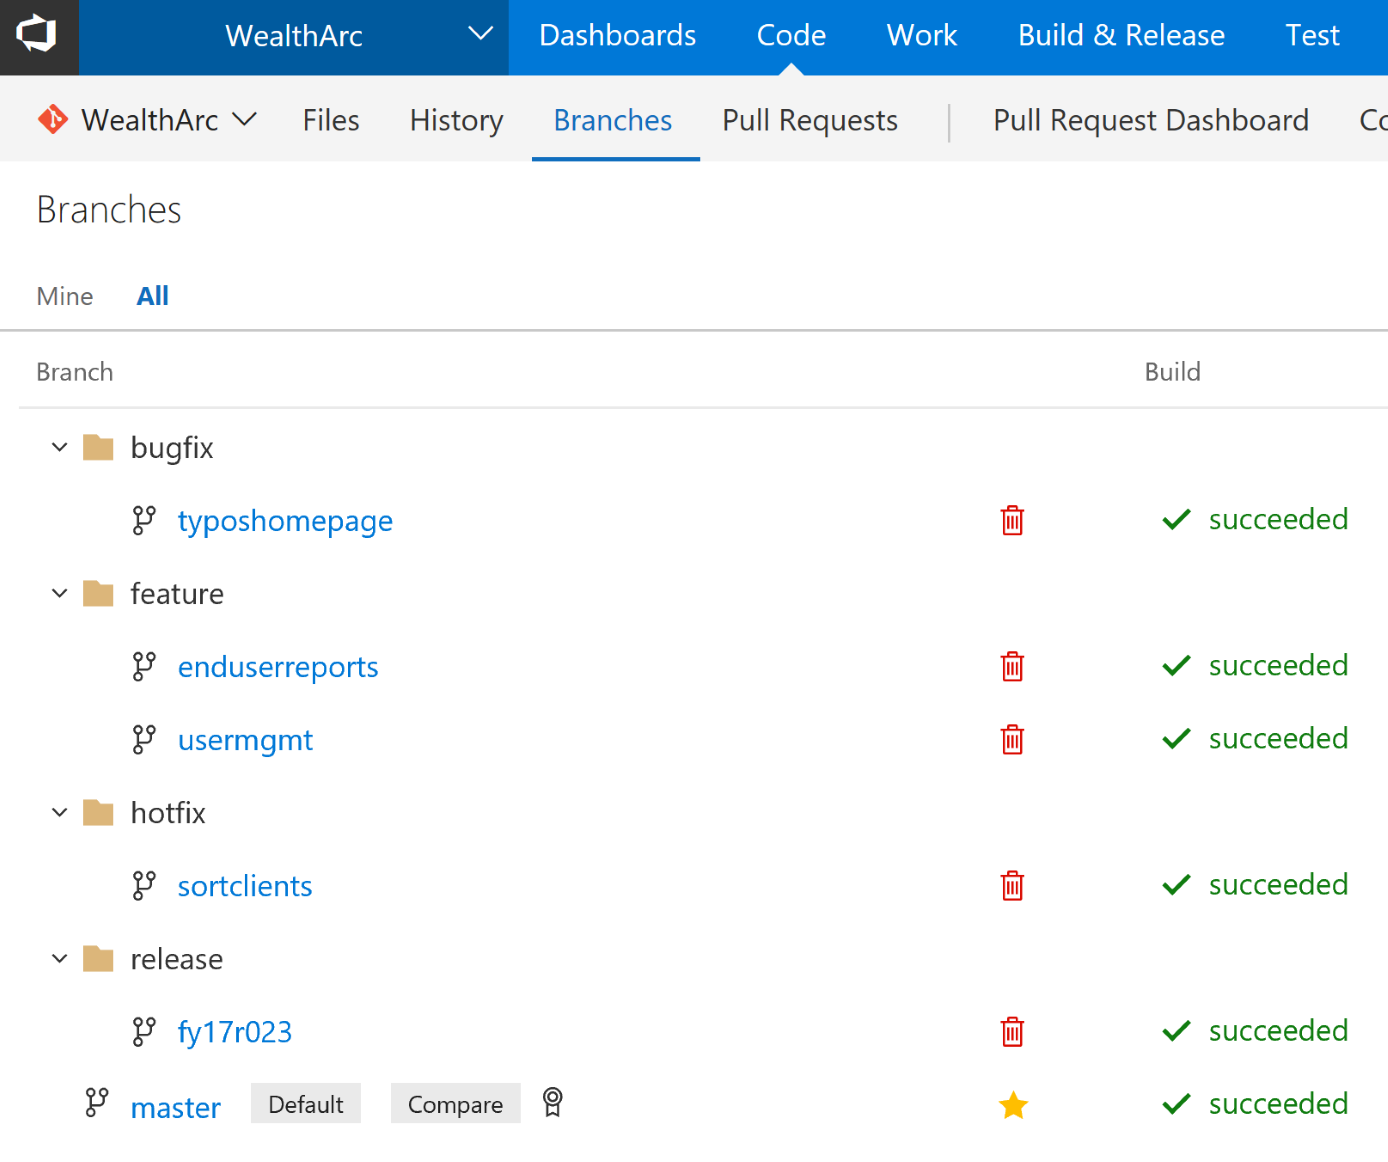 WealthArc Dashboards Code Work Build & Release Test
WealthArc Files History Branches Pull Requests Pull Request Dashboard Co
Branches
Mine All
Branch Build
bugfix
typoshomepage succeeded
feature
enduserreports succeeded
usermgmt succeeded
hotfix
sortclients succeeded
release
fy17r023 succeeded
master Default Compare succeeded